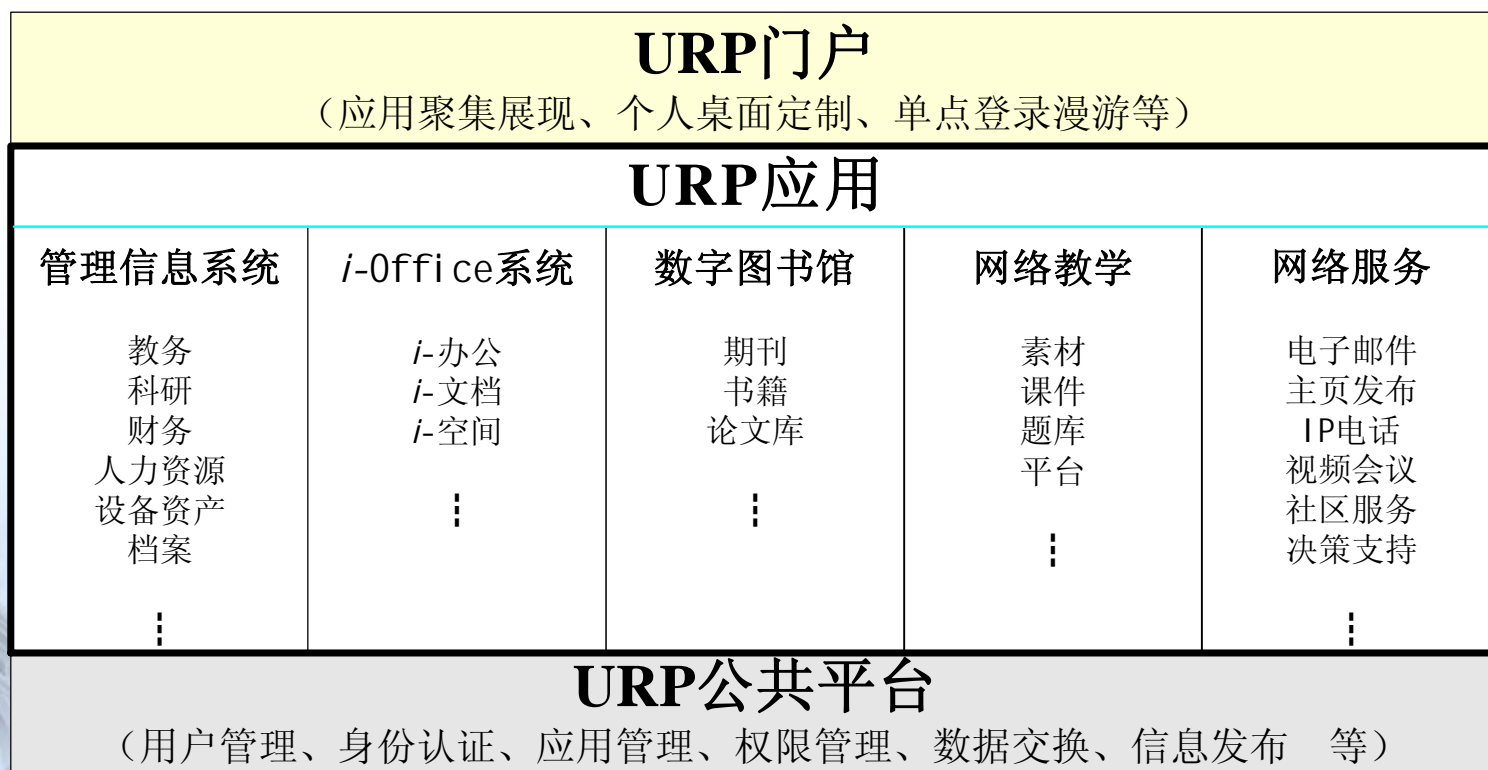 URP门户
（应用聚集展现、个人桌面定制、单点登录漫游等）
URP应用
管理信息系统
教务
科研
财务
人力资源
设备资产
档案
i-Office系统
i-办公
i-文档
i-空间
数字图书馆
期刊
书籍
论文库
网络教学
素材
课件
题库
平台
网络服务
电子邮件
主页发布
IP电话
视频会议
社区服务
决策支持
URP公共平台
（用户管理、身份认证、应用管理、权限管理、数据交换、信息发布　等）